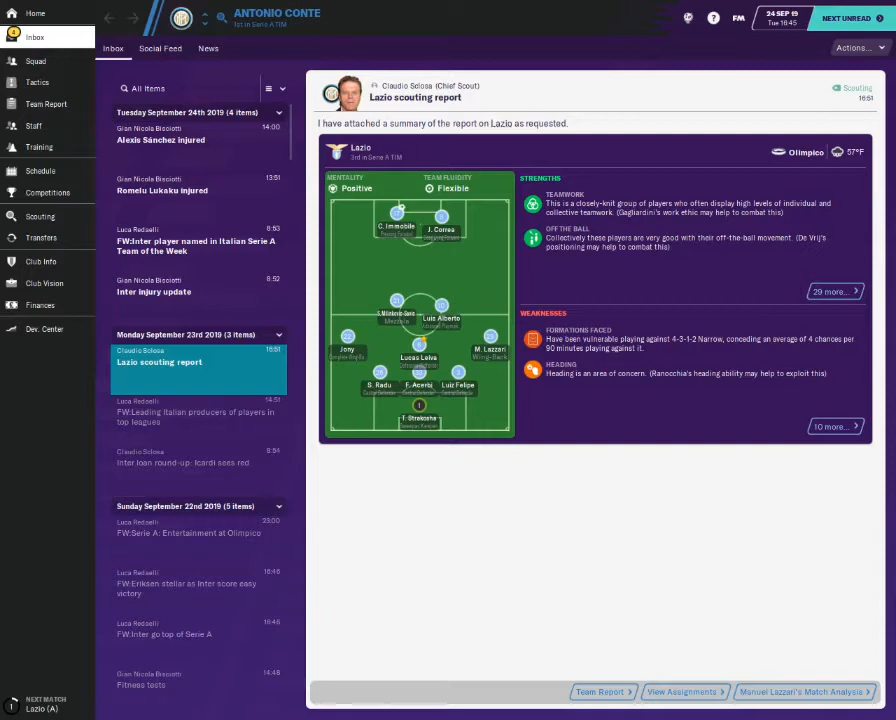 Home
4
Inbox
Squad
Tactics
Team Report
Staff
Training
Schedule
Competitions
Scouting
Transfers
Club Info
Club Vision
Finances
Dev. Center
1
NEXT MATCH
Lazio (A)
ANTONIO CONTE
1st in Serie A TIM
?
FM
24 SEP 19
Tue 16:45
NEXT UNREAD
Inbox
Social Feed
News
Actions...
All Items
Tuesday September 24th 2019 (4 items)
Gian Nicola Bisciotti
14:00
Alexis Sánchez injured
Gian Nicola Bisciotti
13:51
Romelu Lukaku injured
Luca Redaelli
8:53
FW:Inter player named in Italian Serie A
Team of the Week
Gian Nicola Bisciotti
8:52
Inter injury update
Monday September 23rd 2019 (3 items)
Claudio Sclosa
16:51
Lazio scouting report
Luca Redaelli
14:51
FW:Leading Italian producers of players in
top leagues
Claudio Sclosa
8:54
Inter loan round-up: Icardi sees red
Sunday September 22nd 2019 (5 items)
Luca Redaelli
23:00
FW:Serie A: Entertainment at Olimpico
Luca Redaelli
16:46
FW:Eriksen stellar as Inter score easy
victory
Luca Redaelli
16:46
FW:Inter go top of Serie A
Gian Nicola Bisciotti
14:48
Fitness tests
Claudio Sclosa (Chief Scout)
Lazio scouting report
Scouting
16:51
I have attached a summary of the report on Lazio as requested.
Lazio
3rd in Serie A TIM
Olimpico
57°F
MENTALITY
Positive
TEAM FLUIDITY
Flexible
C. Immobile
J. Correa
S.Milinković-Savić
Mezzala
Luis Alberto
Jony
Lucas Leiva
M. Lazzari
Wing-Back
S. Radu
F. Acerbi
Luiz Felipe
1
T. Strakosha
STRENGTHS
TEAMWORK
This is a closely-knit group of players who often display high levels of individual and
collective teamwork. (Gagliardini's work ethic may help to combat this)
OFF THE BALL
Collectively these players are very good with their off-the-ball movement. (De Vrij's
positioning may help to combat this)
29 more...
WEAKNESSES
FORMATIONS FACED
Have been vulnerable playing against 4-3-1-2 Narrow, conceding an average of 4 chances per
90 minutes playing against it.
HEADING
Heading is an area of concern. (Ranocchia's heading ability may help to exploit this)
10 more...
Team Report
View Assignments
Manuel Lazzari's Match Analysis